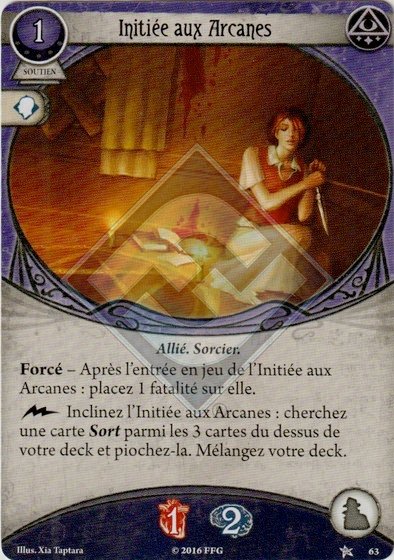 1
Initiée aux Arcanes
SOUTIEN
Allié. Sorcier.
Forcé – Après l'entrée en jeu de l'Initiée aux
Arcanes : placez 1 fatalité sur elle.
Inclinez l'Initiée aux Arcanes : cherchez
une carte Sort parmi les 3 cartes du dessus de
votre deck et piochez-la. Mélangez votre deck.
1 2
Illus. Xia Taptara
© 2016 FFG
63